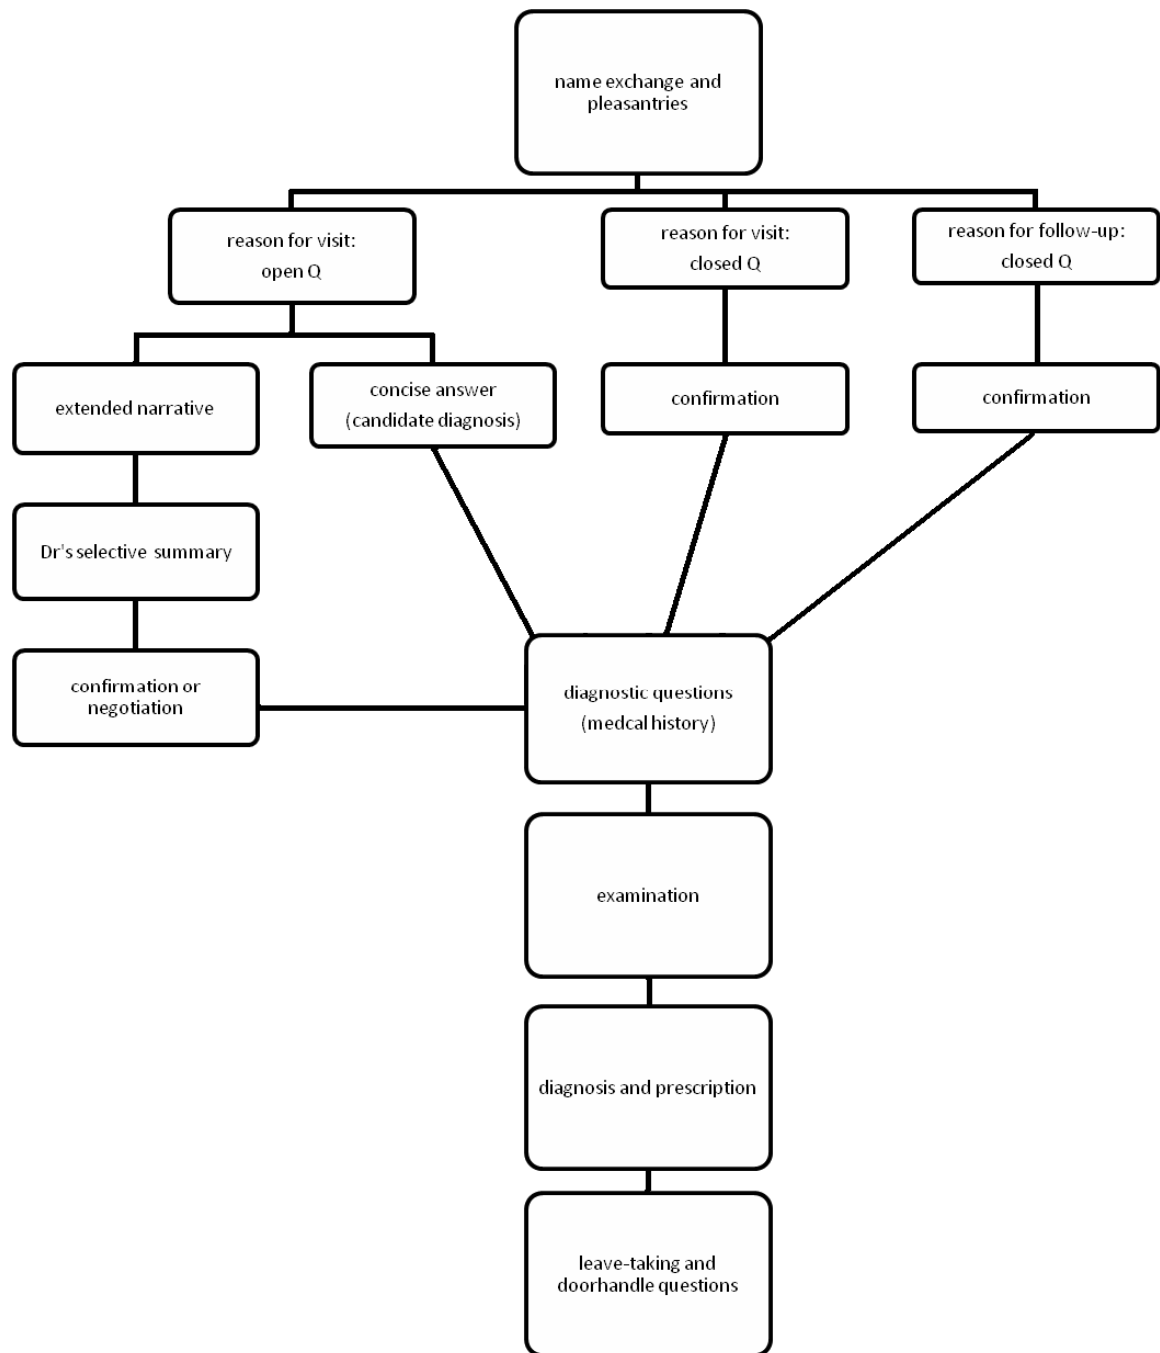 name exchange and
pleasantries
reason for visit:
open Q
reason for visit:
closed Q
reason for follow-up:
closed Q
extended narrative
concise answer
(candidate diagnosis)
confirmation
confirmation
Dr's selective summary
confirmation or
negotiation
diagnostic questions
(medcal history)
examination
diagnosis and prescription
leave-taking and
doorhandle questions